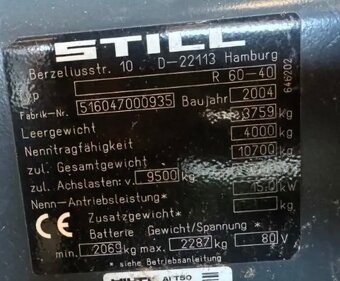 STILL
Berzeliusstr. 10 D-22113 Hamburg
Typ R 60-40
Fabrik-Nr. 516047000935 Baujahr 2004
Leergewicht 3759 kg
Nenntragfähigkeit 4000 kg
zul. Gesamtgewicht 10700 kg
zul. Achslasten: v. 9500 kg
Nenn-Antriebsleistung* 15.0 kW
Zusatzgewicht* kg
Batterie Gewicht/Spannung *
min. 2069 kg max. 2287 kg 80 V
* siehe Betriebsanleitung
646202
CE